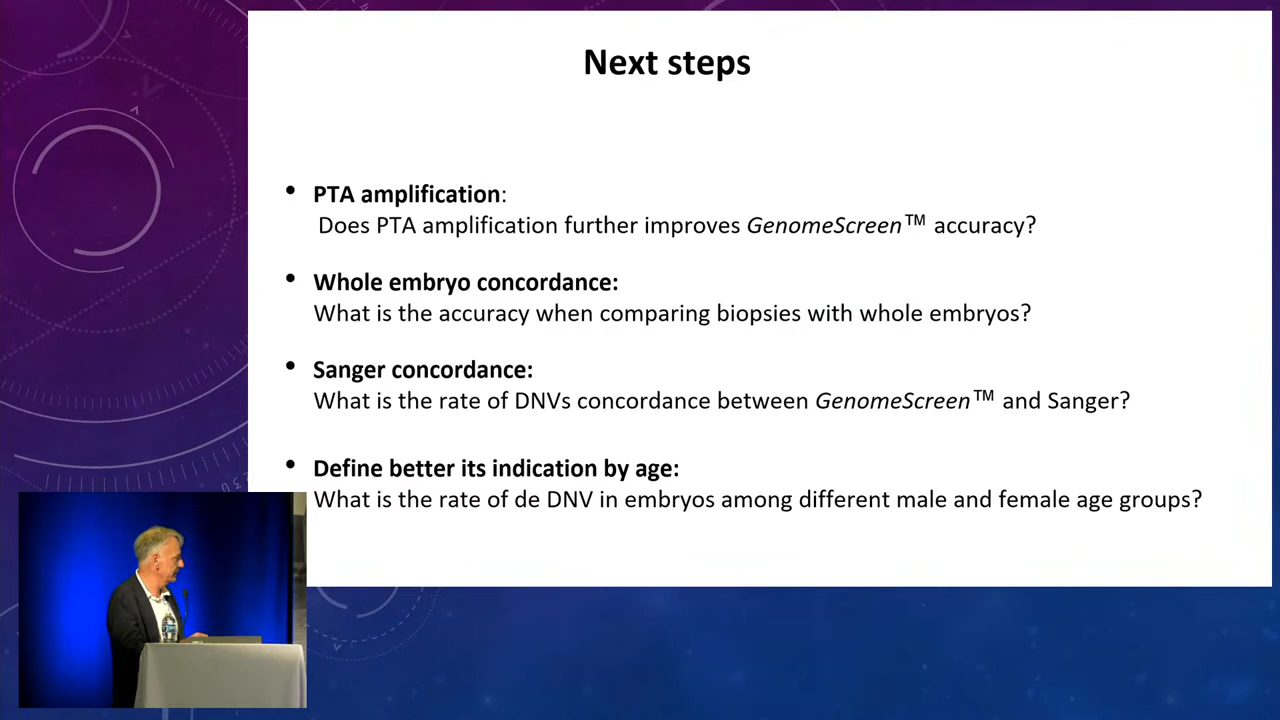 Next steps
• PTA amplification:
Does PTA amplification further improves GenomeScreen™ accuracy?
• Whole embryo concordance:
What is the accuracy when comparing biopsies with whole embryos?
• Sanger concordance:
What is the rate of DNVs concordance between GenomeScreen™ and Sanger?
• Define better its indication by age:
What is the rate of de DNV in embryos among different male and female age groups?